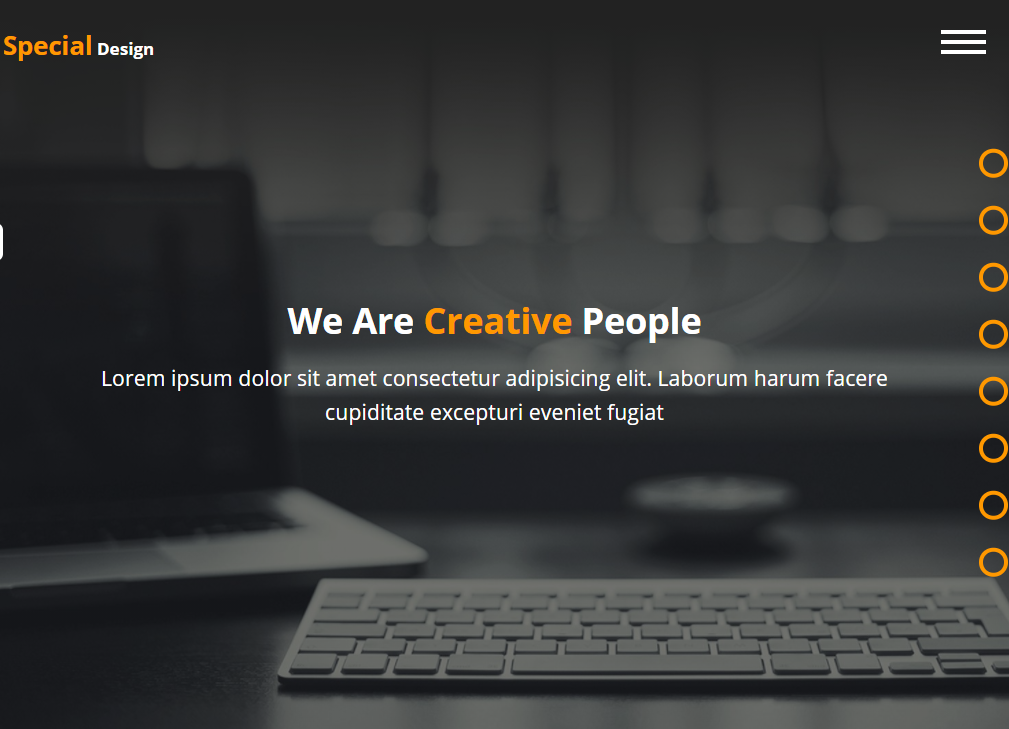 Special Design
We Are Creative People
Lorem ipsum dolor sit amet consectetur adipisicing elit. Laborum harum facere
cupiditate excepturi eveniet fugiat